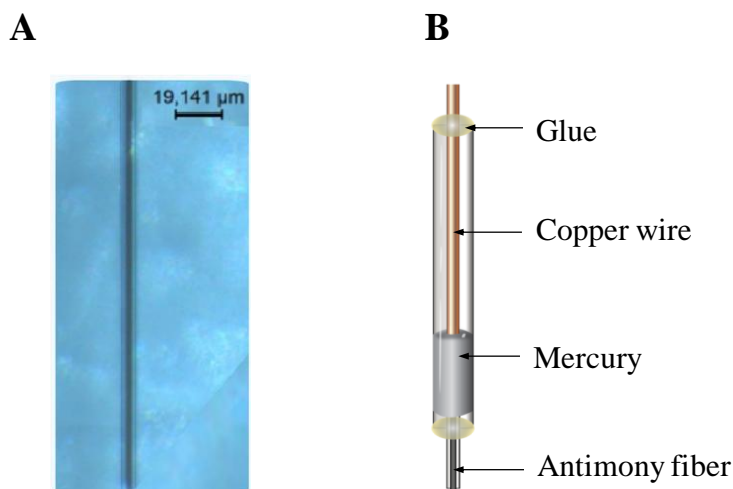 A
B
19,141 µm
Glue
Copper wire
Mercury
Antimony fiber